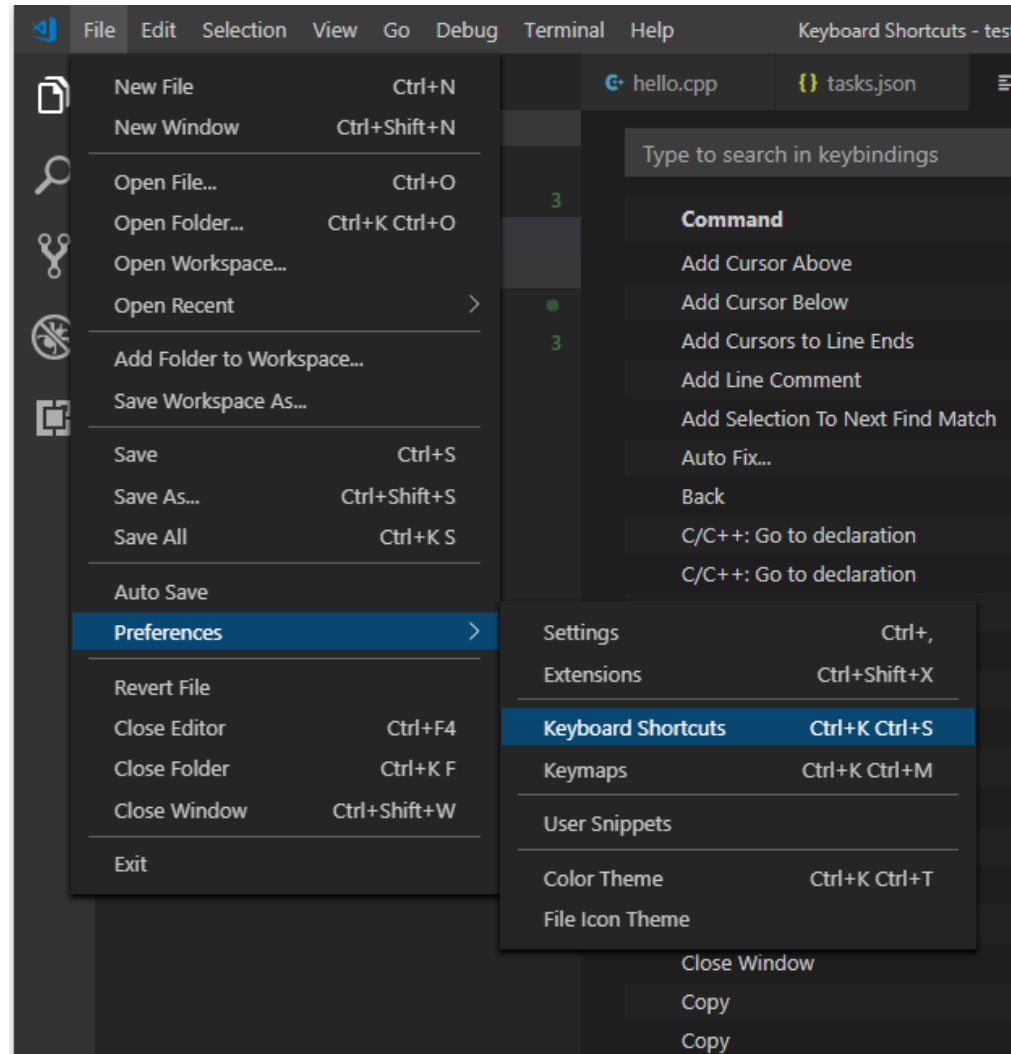 File Edit Selection View Go Debug Terminal Help Keyboard Shortcuts - tes
hello.cpp {} tasks.json
New File Ctrl+N
New Window Ctrl+Shift+N
Open File... Ctrl+O
Open Folder... Ctrl+K Ctrl+O
Open Workspace...
Open Recent
Add Folder to Workspace...
Save Workspace As...
Save Ctrl+S
Save As... Ctrl+Shift+S
Save All Ctrl+K S
Auto Save
Preferences
Revert File
Close Editor Ctrl+F4
Close Folder Ctrl+K F
Close Window Ctrl+Shift+W
Exit
3
3
Type to search in keybindings
Command
Add Cursor Above
Add Cursor Below
Add Cursors to Line Ends
Add Line Comment
Add Selection To Next Find Match
Auto Fix...
Back
C/C++: Go to declaration
C/C++: Go to declaration
Settings Ctrl+,
Extensions Ctrl+Shift+X
Keyboard Shortcuts Ctrl+K Ctrl+S
Keymaps Ctrl+K Ctrl+M
User Snippets
Color Theme Ctrl+K Ctrl+T
File Icon Theme
Close Window
Copy
Copy